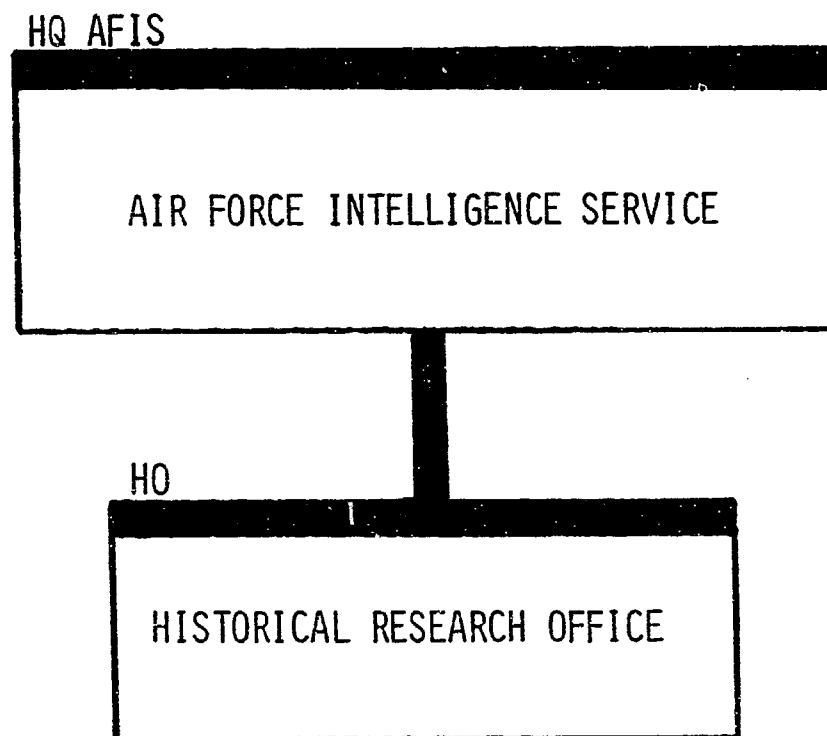 HQ AFIS
AIR FORCE INTELLIGENCE SERVICE
HO
HISTORICAL RESEARCH OFFICE